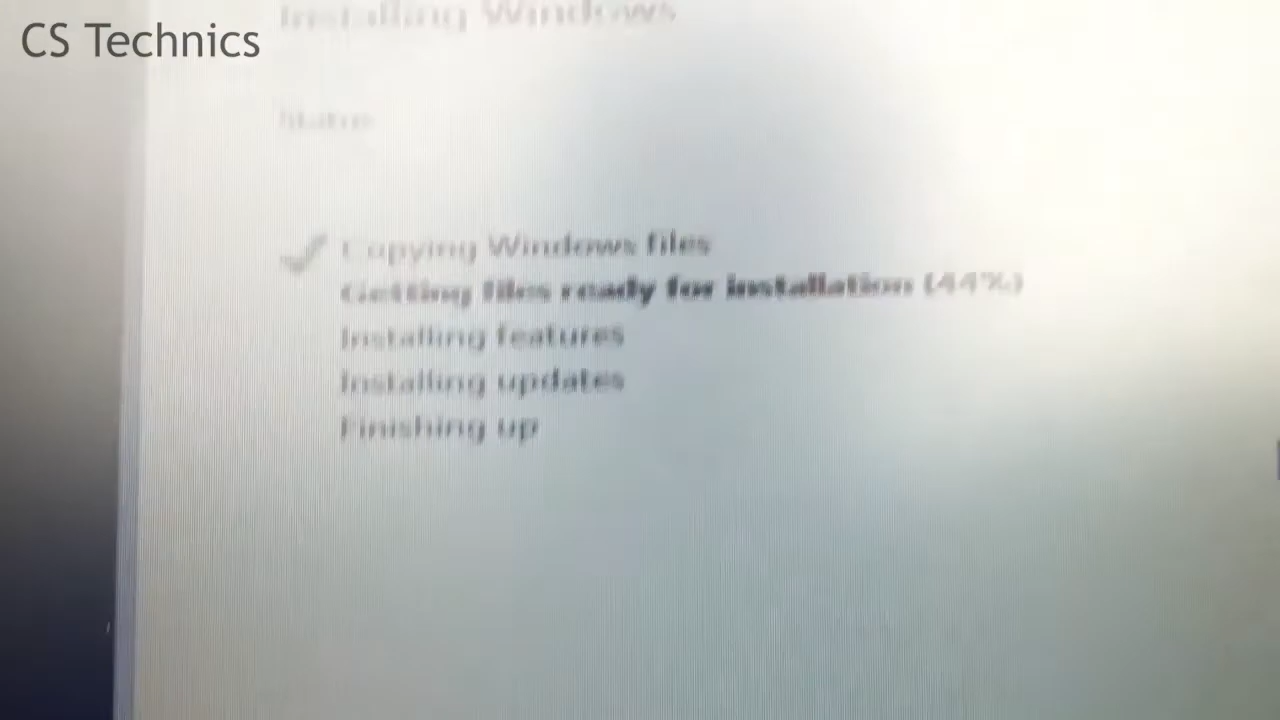 Installing Windows
CS Technics
Status
Copying Windows files
Getting files ready for installation (44%)
Installing features
Installing updates
Finishing up